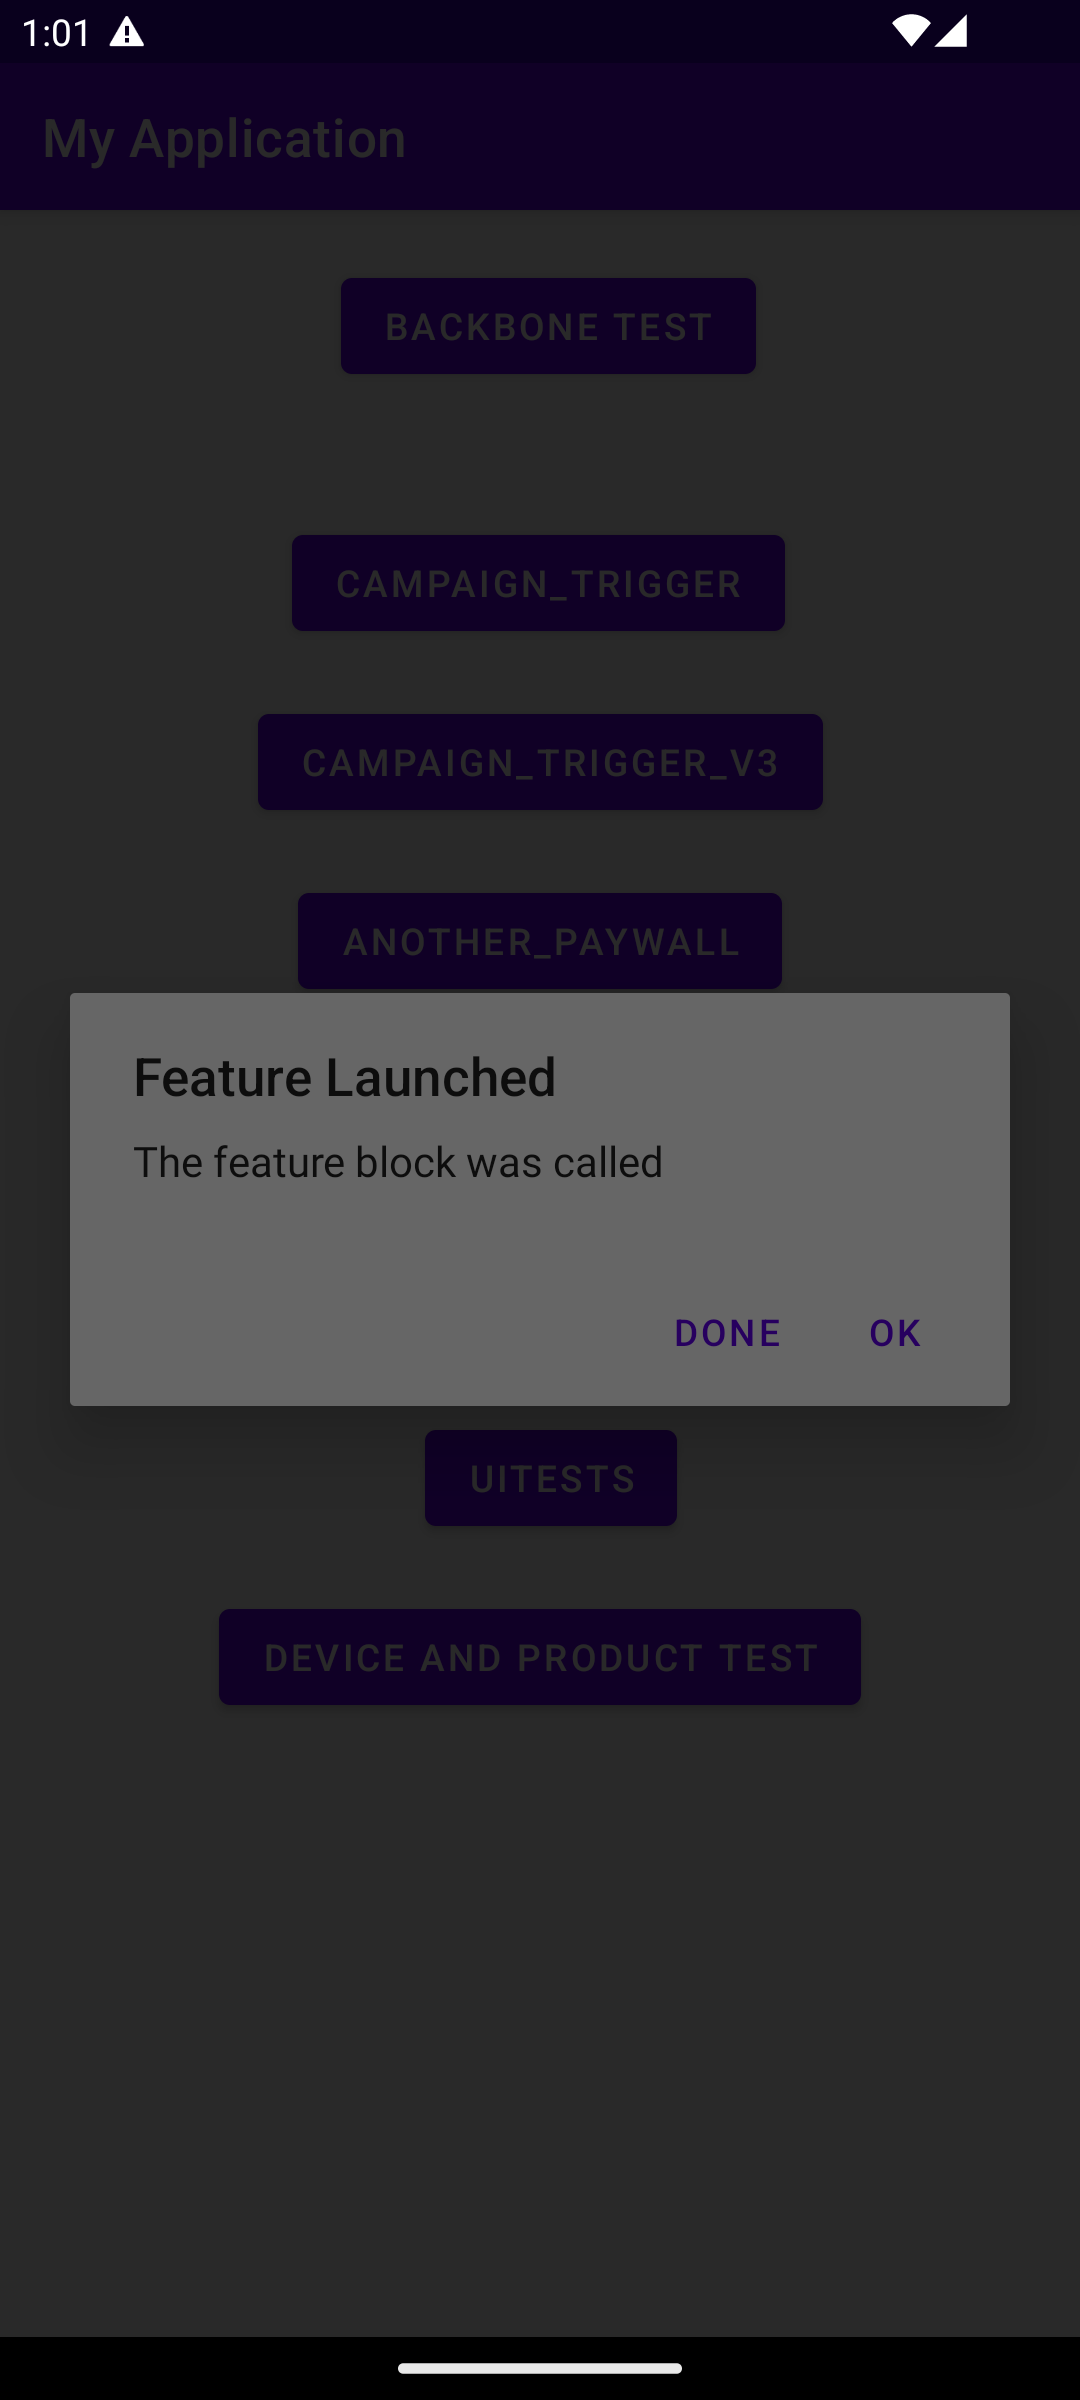 1:01
My Application
BACKBONE TEST
CAMPAIGN_TRIGGER
CAMPAIGN_TRIGGER_V3
ANOTHER_PAYWALL
Feature Launched
The feature block was called
DONE OK
UITESTS
DEVICE AND PRODUCT TEST